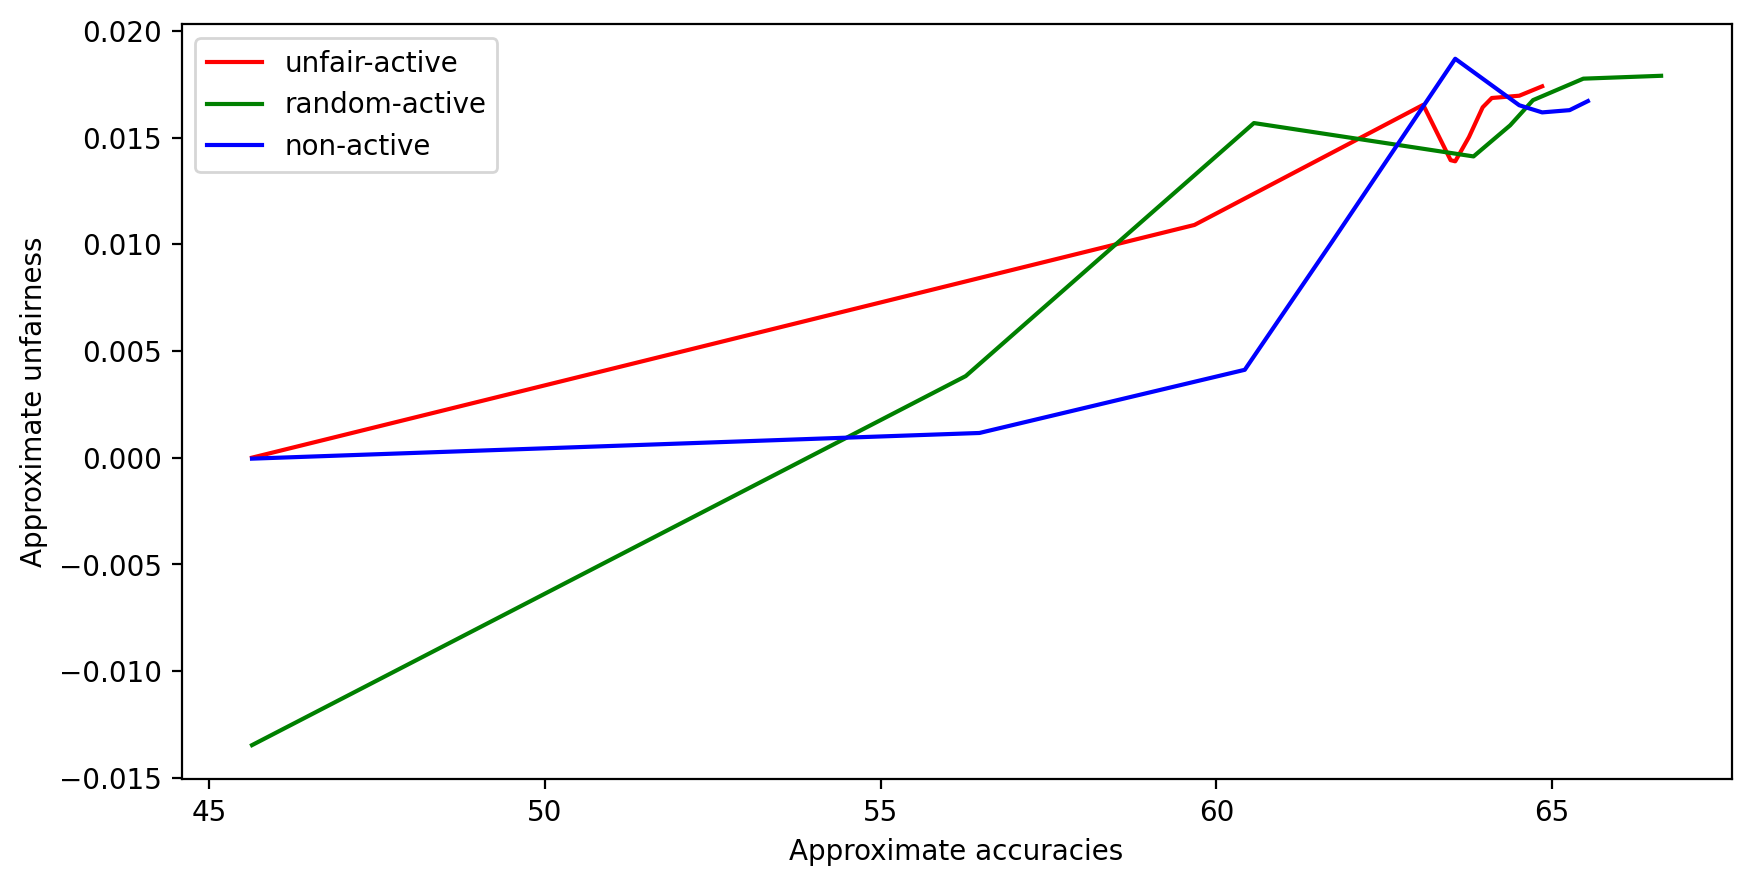 unfair-active
random-active
non-active
Approximate unfairness
0.020
0.015
0.010
0.005
0.000
−0.005
−0.010
−0.015
45 50 55 60 65
Approximate accuracies